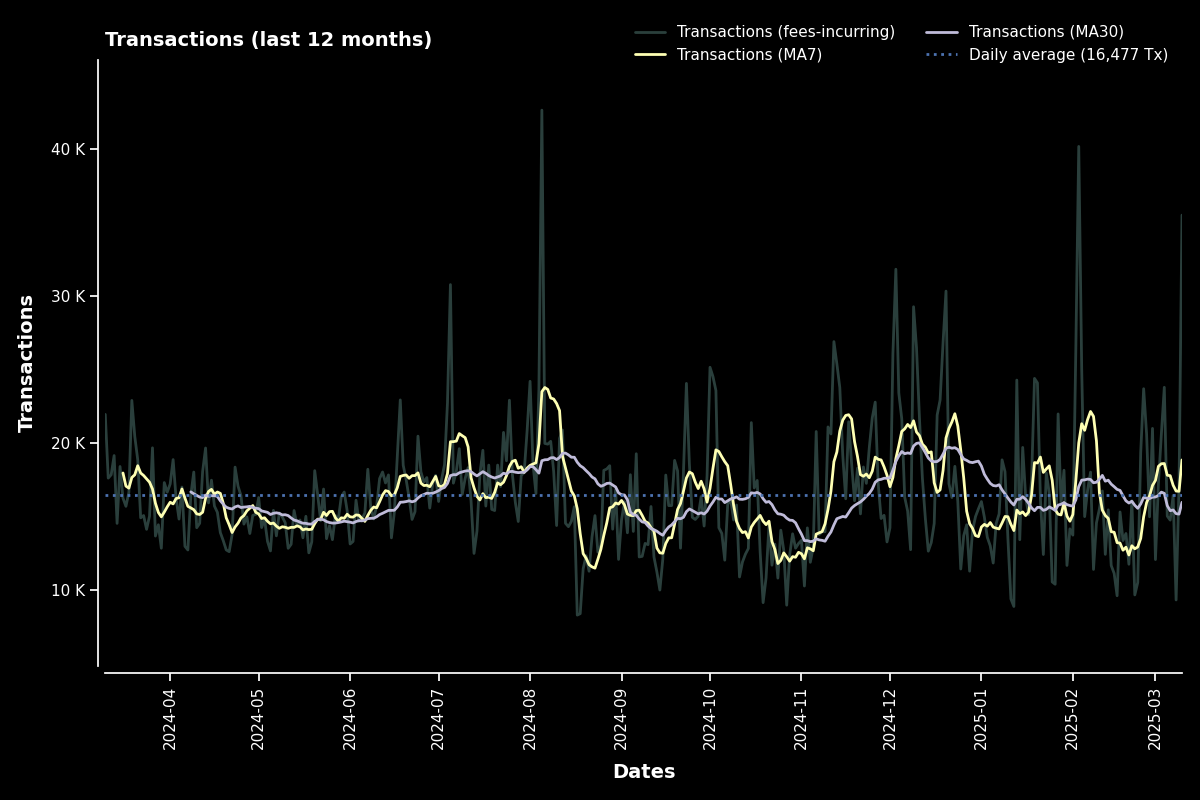 Transactions (last 12 months)
Transactions (fees-incurring)
Transactions (MA7)
Transactions (MA30)
Daily average (16,477 Tx)
Transactions
40 K
30 K
20 K
10 K
2024-04
2024-05
2024-06
2024-07
2024-08
2024-09
2024-10
2024-11
2024-12
2025-01
2025-02
2025-03
Dates